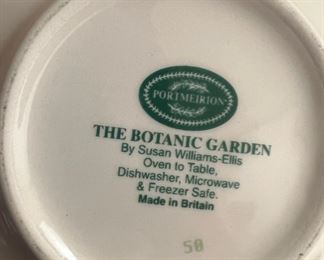 PORTMEIRION
THE BOTANIC GARDEN
By Susan Williams-Ellis
Oven to Table,
Dishwasher, Microwave
& Freezer Safe.
Made in Britain
50